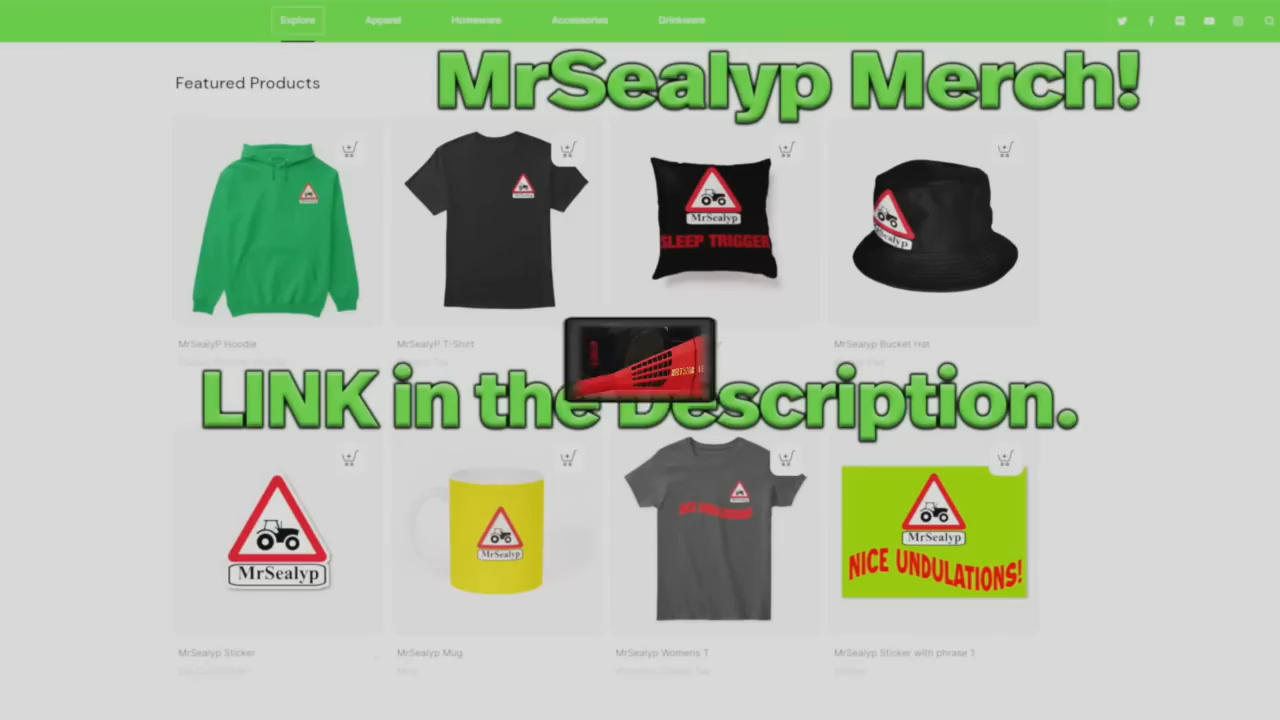 Explore
Apparel
Homeware
Accessories
Drinkware
Featured Products
MrSealyp Merch!
MrSealyp
SLEEP TRIGGER
MrSealyp
MrSealyP Hoodie
MrSealyP T-Shirt
MrSealyp Bucket Hat
LINK in the Description.
MrSealyp
MrSealyp
MrSealyp
NICE UNDULATIONS!
MrSealyp Sticker
MrSealyp Mug
MrSealyp Womens T
MrSealyp Sticker with phrase 1